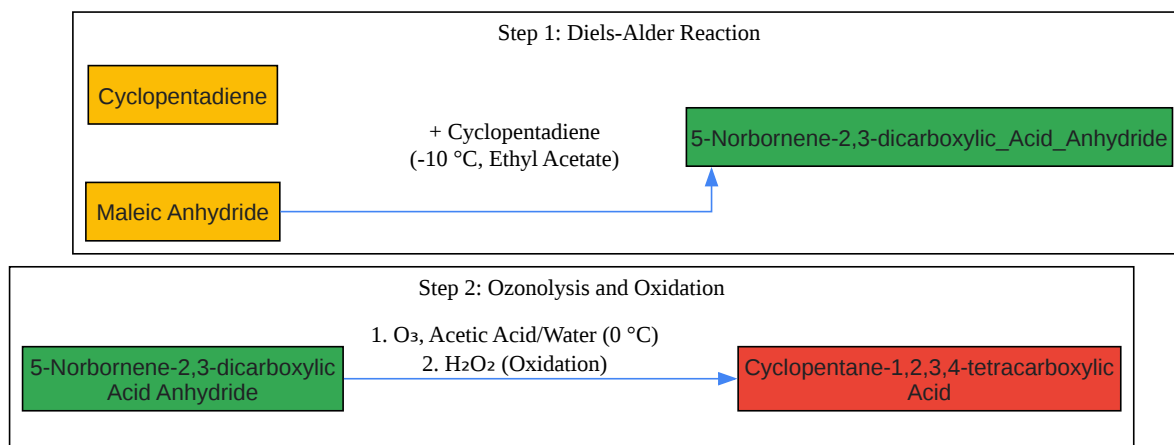 Step 1: Diels-Alder Reaction
Cyclopentadiene
+ Cyclopentadiene
(-10 °C, Ethyl Acetate)
5-Norbornene-2,3-dicarboxylic_Acid_Anhydride
Maleic Anhydride
Step 2: Ozonolysis and Oxidation
1. O₃, Acetic Acid/Water (0 °C)
2. H₂O₂ (Oxidation)
5-Norbornene-2,3-dicarboxylic
Acid Anhydride
Cyclopentane-1,2,3,4-tetracarboxylic
Acid